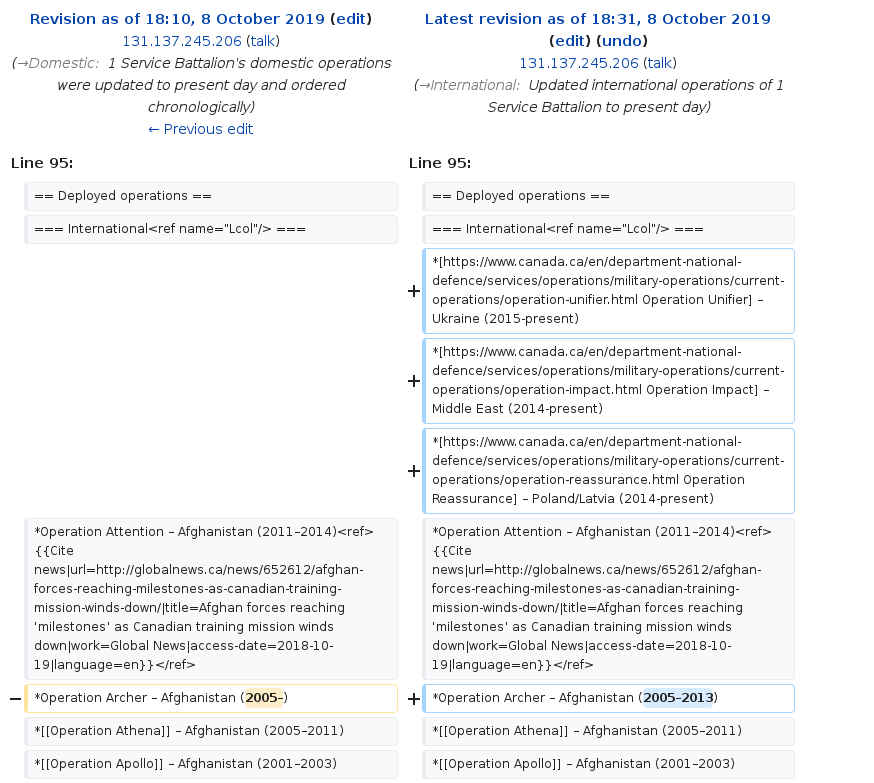 Revision as of 18:10, 8 October 2019 (edit)
131.137.245.206 (talk)
(→Domestic: 1 Service Battalion's domestic operations
were updated to present day and ordered
chronologically)
← Previous edit
Latest revision as of 18:31, 8 October 2019
(edit) (undo)
131.137.245.206 (talk)
(→International: Updated international operations of 1
Service Battalion to present day)
Line 95:
Line 95:
== Deployed operations ==
== Deployed operations ==
=== International<ref name="Lcol"/> ===
=== International<ref name="Lcol"/> ===
+
*[https://www.canada.ca/en/department-national-
defence/services/operations/military-operations/current-
operations/operation-unifier.html Operation Unifier] –
Ukraine (2015-present)
+
*[https://www.canada.ca/en/department-national-
defence/services/operations/military-operations/current-
operations/operation-impact.html Operation Impact] –
Middle East (2014-present)
+
*[https://www.canada.ca/en/department-national-
defence/services/operations/military-operations/current-
operations/operation-reassurance.html Operation
Reassurance] – Poland/Latvia (2014-present)
*Operation Attention – Afghanistan (2011–2014)<ref>
{{Cite
news|url=http://globalnews.ca/news/652612/afghan-
forces-reaching-milestones-as-canadian-training-
mission-winds-down/|title=Afghan forces reaching
'milestones' as Canadian training mission winds
down|work=Global News|access-date=2018-10-
19|language=en}}</ref>
*Operation Attention – Afghanistan (2011–2014)<ref>
{{Cite
news|url=http://globalnews.ca/news/652612/afghan-
forces-reaching-milestones-as-canadian-training-
mission-winds-down/|title=Afghan forces reaching
'milestones' as Canadian training mission winds
down|work=Global News|access-date=2018-10-
19|language=en}}</ref>
−
*Operation Archer – Afghanistan (2005–)
+
*Operation Archer – Afghanistan (2005–2013)
*[[Operation Athena]] – Afghanistan (2005–2011)
*[[Operation Athena]] – Afghanistan (2005–2011)
*[[Operation Apollo]] – Afghanistan (2001–2003)
*[[Operation Apollo]] – Afghanistan (2001–2003)